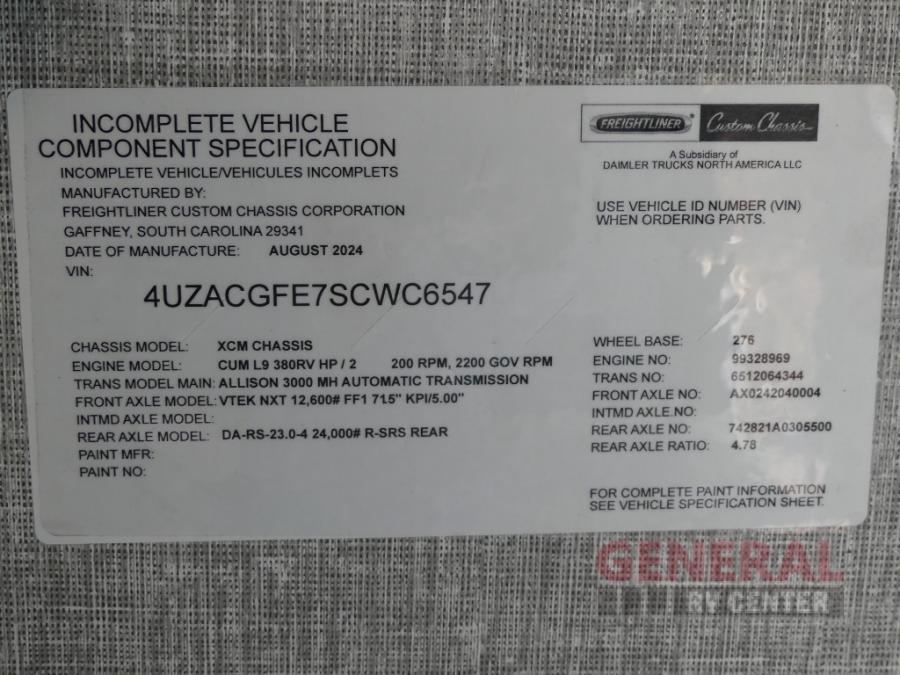 INCOMPLETE VEHICLE
COMPONENT SPECIFICATION
INCOMPLETE VEHICLE/VEHICULES INCOMPLETS
MANUFACTURED BY:
FREIGHTLINER CUSTOM CHASSIS CORPORATION
GAFFNEY, SOUTH CAROLINA 29341
DATE OF MANUFACTURE: AUGUST 2024
VIN:
4UZACGFE7SCWC6547
FREIGHTLINER Custom Chassis
A Subsidiary of
DAIMLER TRUCKS NORTH AMERICA LLC
USE VEHICLE ID NUMBER (VIN)
WHEN ORDERING PARTS.
CHASSIS MODEL: XCM CHASSIS
ENGINE MODEL: CUM L9 380RV HP / 2 200 RPM, 2200 GOV RPM
TRANS MODEL MAIN: ALLISON 3000 MH AUTOMATIC TRANSMISSION
FRONT AXLE MODEL: VTEK NXT 12,600# FF1 71.5" KPI/5.00"
INTMD AXLE MODEL:
REAR AXLE MODEL: DA-RS-23.0-4 24,000# R-SRS REAR
PAINT MFR:
PAINT NO:
WHEEL BASE: 276
ENGINE NO: 99328969
TRANS NO: 6512064344
FRONT AXLE NO: AX0242040004
INTMD AXLE NO:
REAR AXLE NO: 742821A0305500
REAR AXLE RATIO: 4.78
FOR COMPLETE PAINT INFORMATION
SEE VEHICLE SPECIFICATION SHEET.
GENERAL
RV CENTER